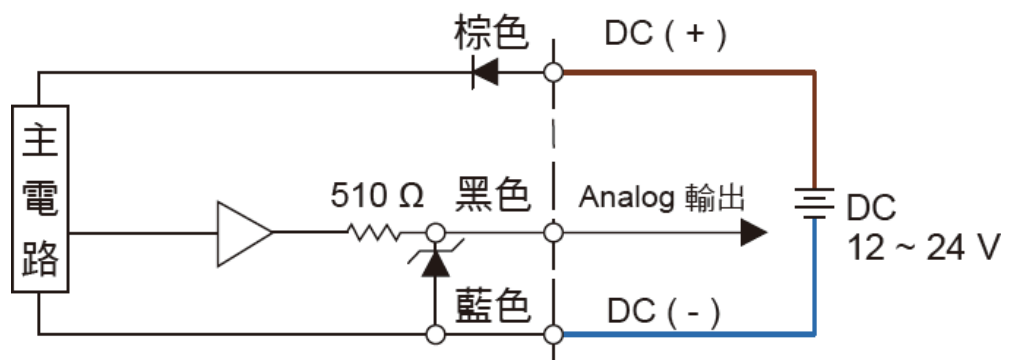 棕色 DC ( + )
主電路
510 Ω 黑色 Analog 輸出
DC
12 ~ 24 V
藍色 DC ( - )